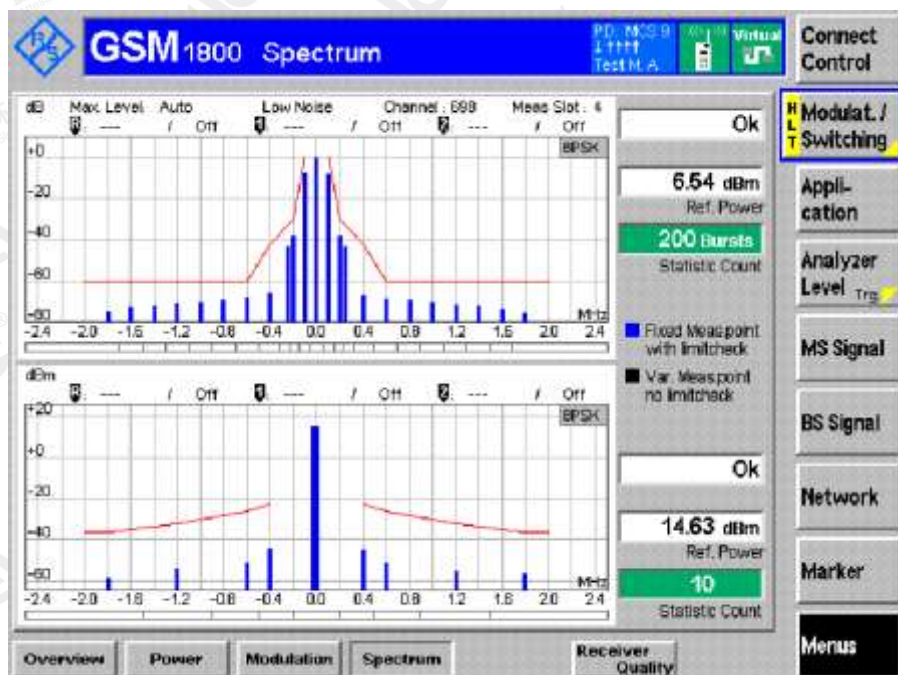 GSM 1800 Spectrum
P.D. MCS 9
Test M. A
Virtual
Connect
Control
dB Max. Level Auto Low Noise Channel : 698 Meas Slot : 4
--- / Off --- / Off --- / Off
+0
-20
-40
-60
-80
8PSK
MHz
-2.4 -2.0 -1.6 -1.2 -0.8 -0.4 0.0 0.4 0.8 1.2 1.6 2.0 2.4
Ok
6.54 dBm
Ref. Power
200 Bursts
Statistic Count
Fixed Measpoint
with limitcheck
Var. Measpoint
no limitcheck
dBm
--- / Off --- / Off --- / Off
+20
+0
-20
-40
-60
8PSK
MHz
-2.4 -2.0 -1.6 -1.2 -0.8 -0.4 0.0 0.4 0.8 1.2 1.6 2.0 2.4
Ok
14.63 dBm
Ref. Power
10
Statistic Count
HLT
Modulat. /
Switching
Appli-
cation
Analyzer
Level Trg
MS Signal
BS Signal
Network
Marker
Menus
Overview Power Modulation Spectrum Receiver
Quality